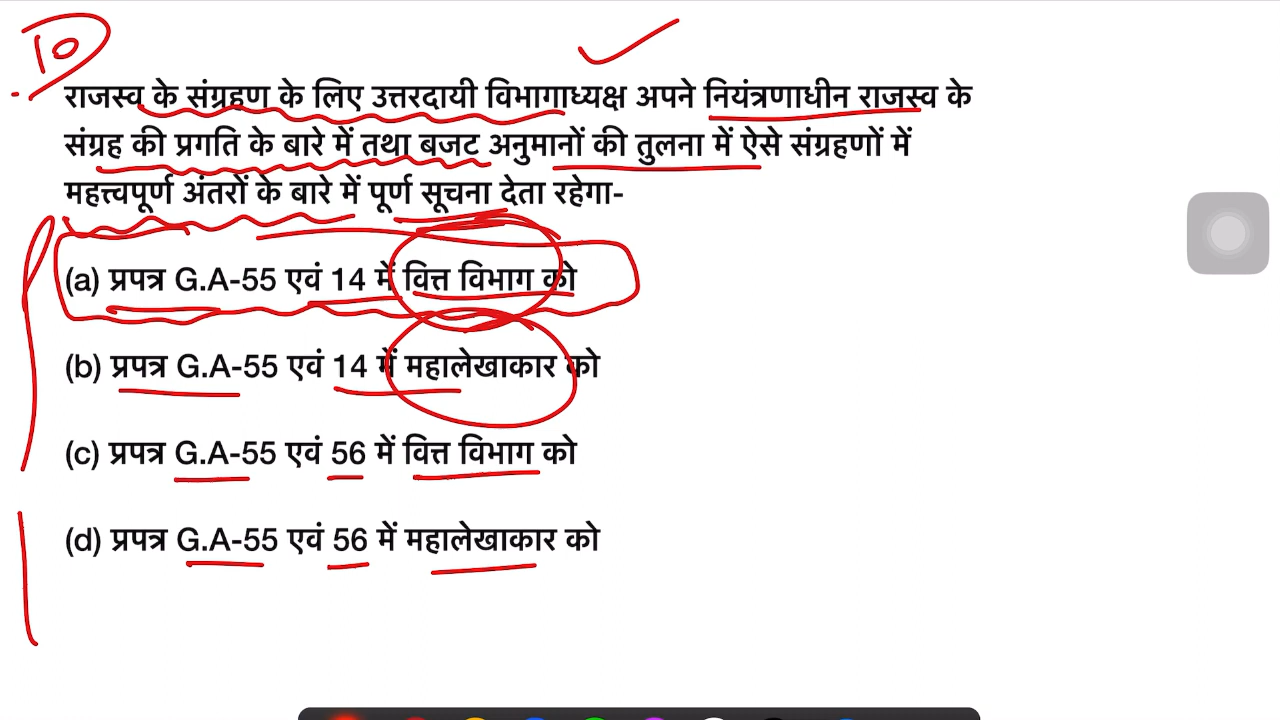 10
राजस्व के संग्रहण के लिए उत्तरदायी विभागाध्यक्ष अपने नियंत्रणाधीन राजस्व के
संग्रह की प्रगति के बारे में तथा बजट अनुमानों की तुलना में ऐसे संग्रहणों में
महत्त्वपूर्ण अंतरों के बारे में पूर्ण सूचना देता रहेगा-
(a) प्रपत्र G.A-55 एवं 14 में वित्त विभाग को
(b) प्रपत्र G.A-55 एवं 14 में महालेखाकार को
(c) प्रपत्र G.A-55 एवं 56 में वित्त विभाग को
(d) प्रपत्र G.A-55 एवं 56 में महालेखाकार को